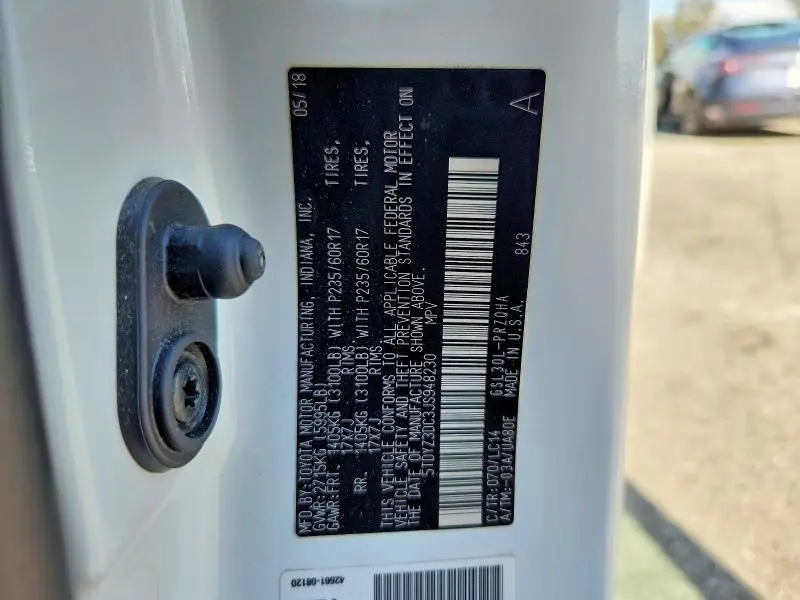 MFD.BY:TOYOTA MOTOR MANUFACTURING, INDIANA, INC. 05/18
GVWR:2715KG (5995LB)
GAWR:FRT. 1405KG (3100LB) WITH P235/60R17 TIRES,
17X7J RIMS
RR. 1405KG (3100LB) WITH P235/60R17 TIRES,
17X7J RIMS
THIS VEHICLE CONFORMS TO ALL APPLICABLE FEDERAL MOTOR
VEHICLE SAFETY AND THEFT PREVENTION STANDARDS IN EFFECT ON
THE DATE OF MANUFACTURE SHOWN ABOVE.
5TDYZ3DC3JS948230 MPV
C/TR:070/LC14 GSL30L-PRZQHA 843 A
A/TM:-03A/UA80E MADE IN U.S.A.
42661-08120